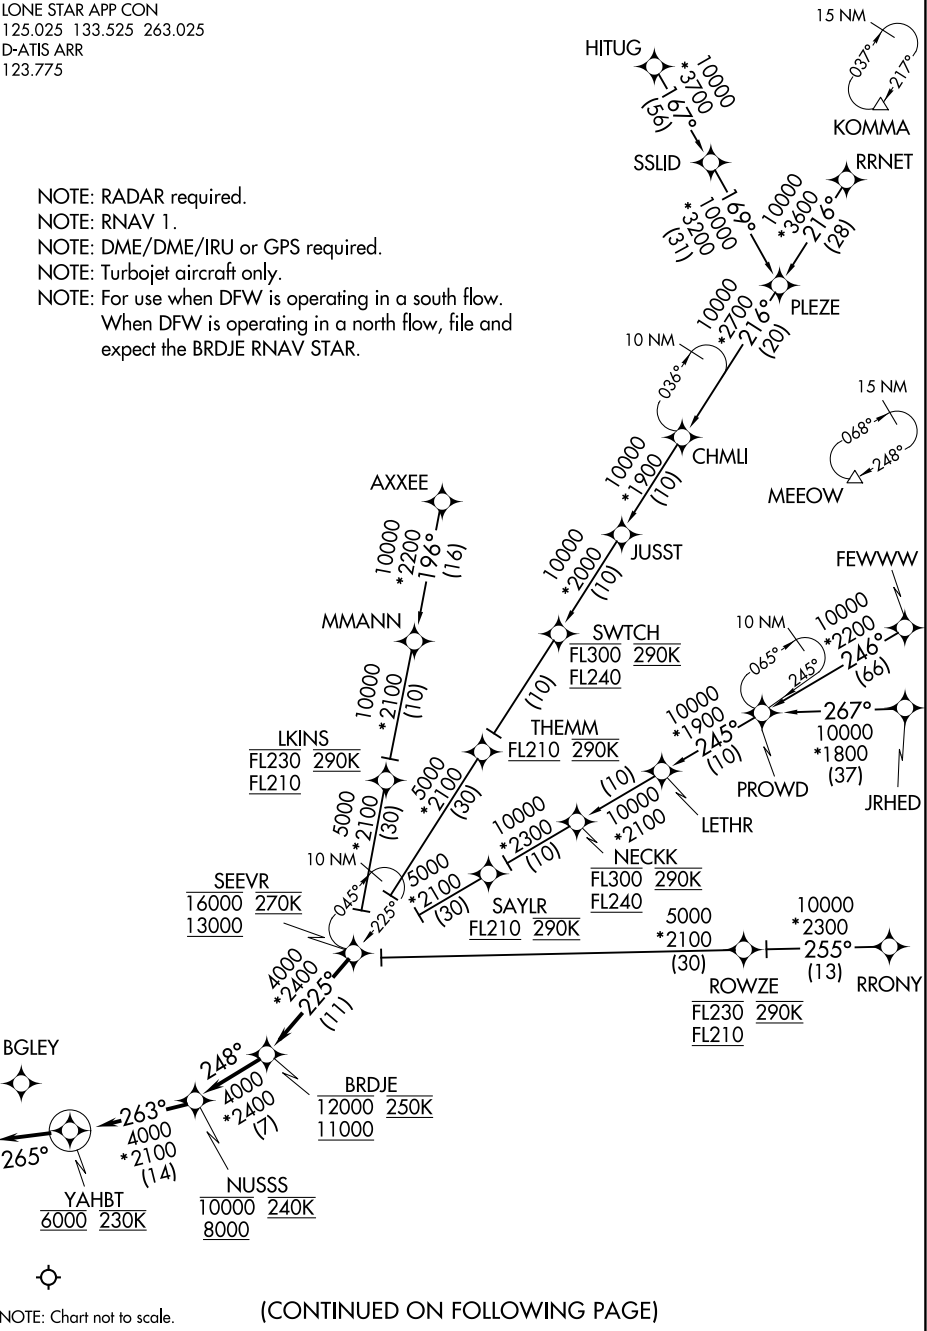 LONE STAR APP CON
125.025 133.525 263.025
D-ATIS ARR
123.775
NOTE: RADAR required.
NOTE: RNAV 1.
NOTE: DME/DME/IRU or GPS required.
NOTE: Turbojet aircraft only.
NOTE: For use when DFW is operating in a south flow.
When DFW is operating in a north flow, file and
expect the BRDJE RNAV STAR.
HITUG
10000
*3700
167°
(56)
15 NM
037°
217°
KOMMA
SSLID
169°
10000
*3200
(31)
RRNET
10000
*3600
216°
(28)
PLEZE
10000
*2700
216°
(20)
10 NM
036°
CHMLI
10000
*1900
(10)
15 NM
068°
248°
MEEOW
JUSST
10000
*2000
(10)
AXXEE
10000
*2200
196°
(16)
MMANN
10000
*2100
(10)
SWTCH
FL300 290K
FL240
(10)
FEWWW
10000
*2200
246°
(66)
10 NM
065°
245°
267°
10000
*1800
(37)
JRHED
PROWD
10000
*1900
245°
(10)
LETHR
(10)
10000
*2100
THEMM
FL210 290K
5000
*2100
(30)
LKINS
FL230 290K
FL210
5000
*2100
(30)
NECKK
FL300 290K
FL240
10000
*2300
(10)
SAYLR
FL210 290K
5000
*2100
(30)
10 NM
045°
225°
SEEVR
16000 270K
13000
5000
*2100
(30)
ROWZE
FL230 290K
FL210
10000
*2300
255°
(13)
RRONY
4000
*2400
225°
(11)
BRDJE
12000 250K
11000
248°
4000
*2400
(7)
NUSSS
10000 240K
8000
263°
4000
*2100
(14)
BGLEY
265°
YAHBT
6000 230K
NOTE: Chart not to scale.
(CONTINUED ON FOLLOWING PAGE)